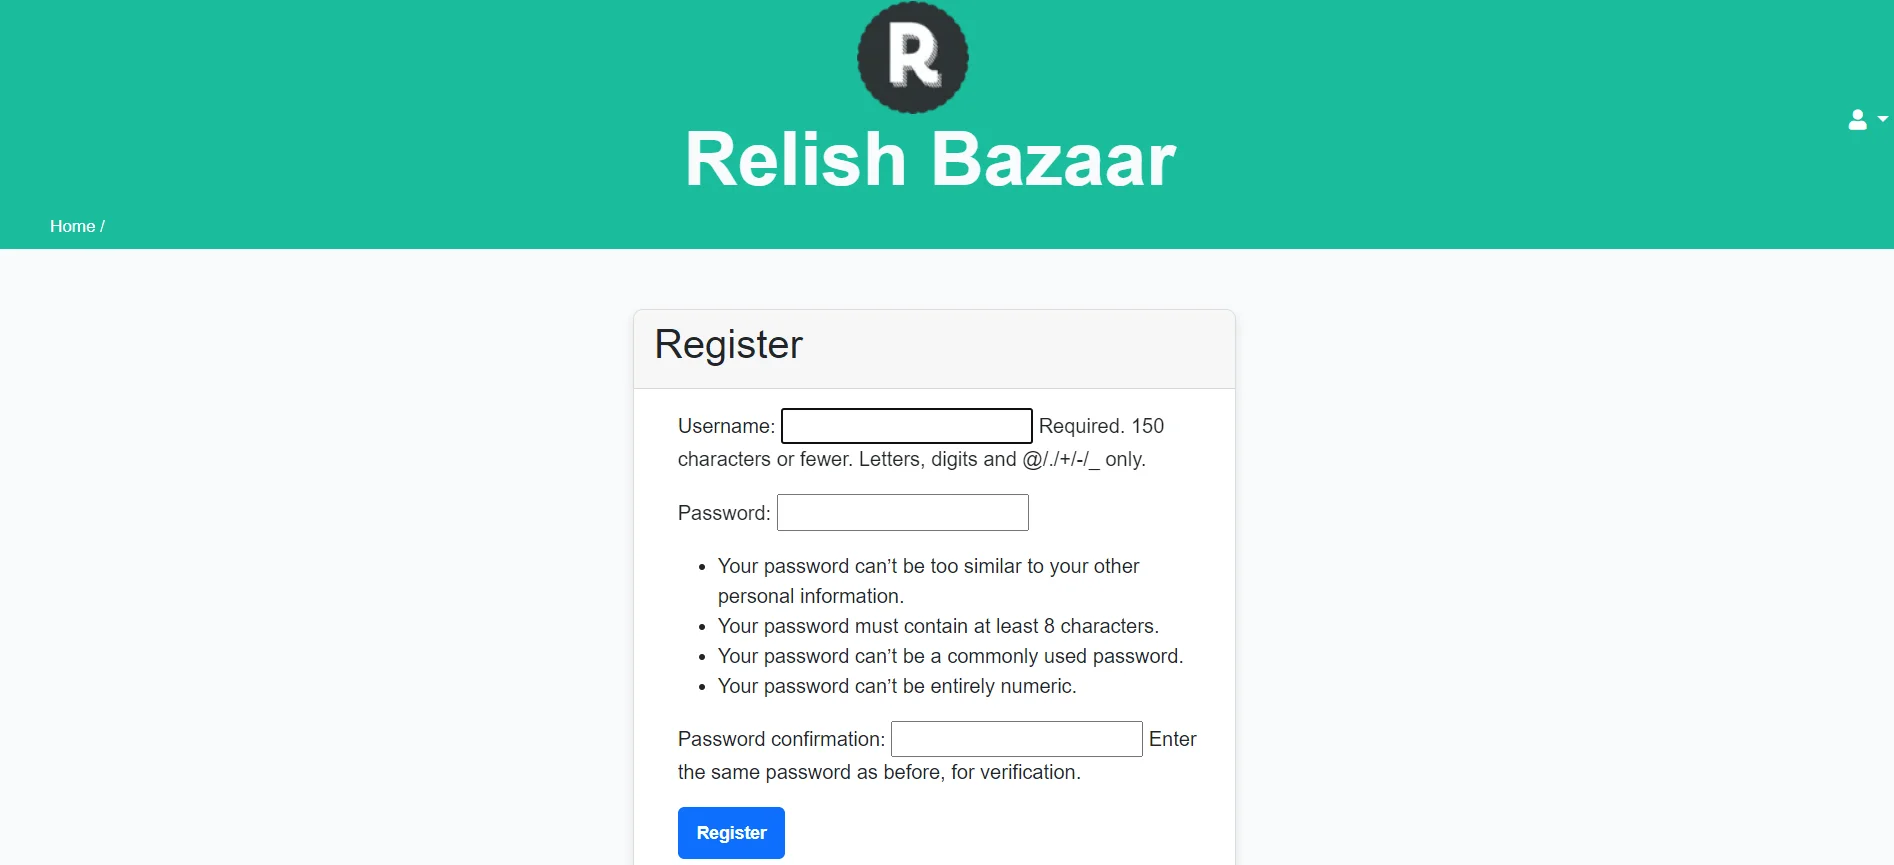 R
Relish Bazaar
Home /
Register
Username: Required. 150
characters or fewer. Letters, digits and @/./+/-/_ only.
Password:
• Your password can’t be too similar to your other
personal information.
• Your password must contain at least 8 characters.
• Your password can’t be a commonly used password.
• Your password can’t be entirely numeric.
Password confirmation: Enter
the same password as before, for verification.
Register